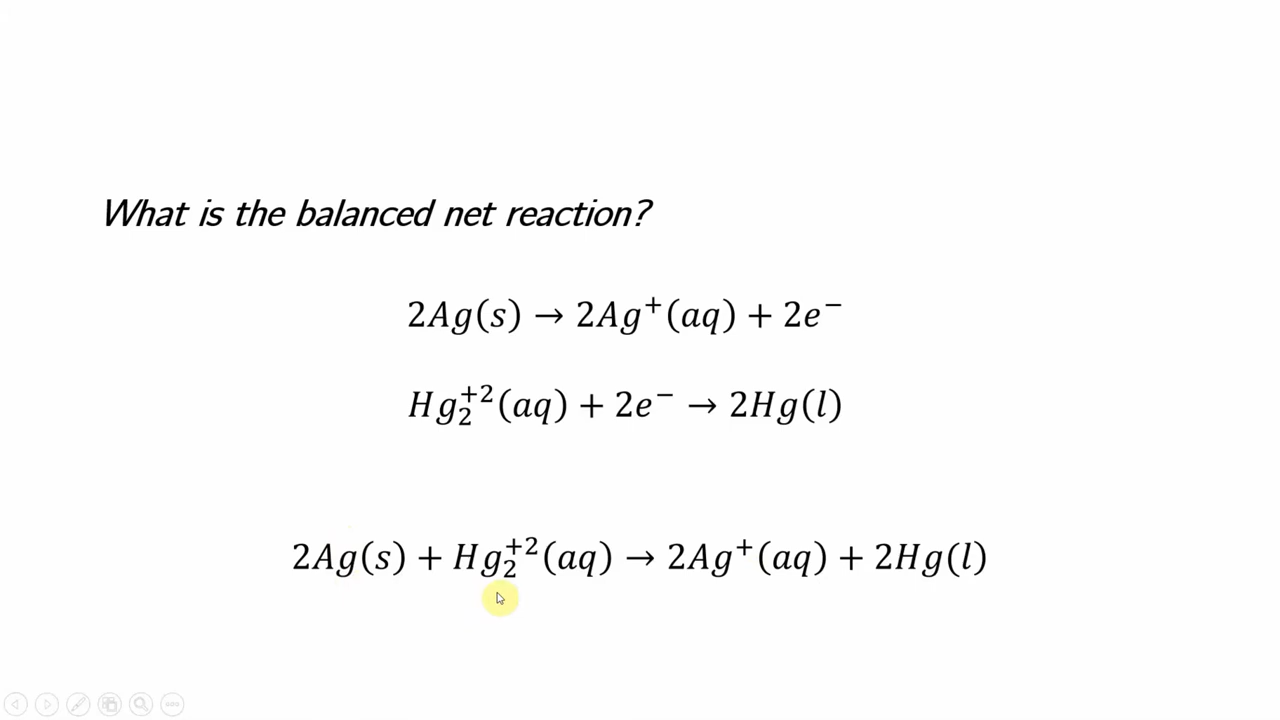 What is the balanced net reaction?
2Ag(s) → 2Ag⁺(aq) + 2e⁻
Hg₂⁺²(aq) + 2e⁻ → 2Hg(l)
2Ag(s) + Hg₂⁺²(aq) → 2Ag⁺(aq) + 2Hg(l)